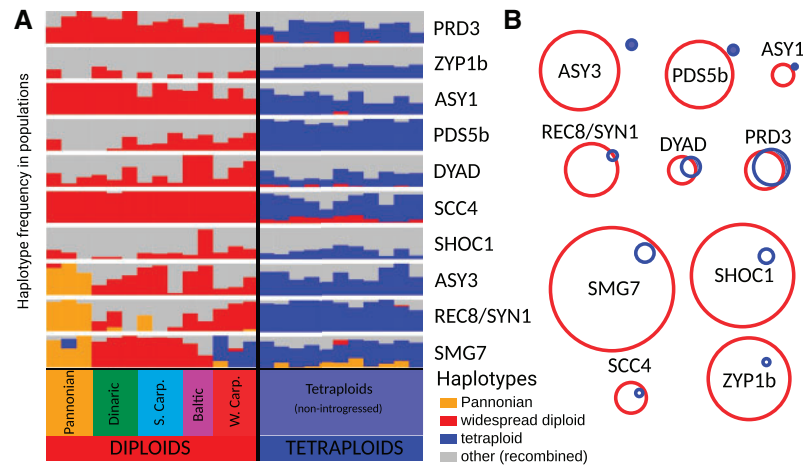 A
Haplotype frequency in populations
PRD3
ZYP1b
ASY1
PDS5b
DYAD
SCC4
SHOC1
ASY3
REC8/SYN1
SMG7
Pannonian
Dinaric
S. Carp.
Baltic
W. Carp.
Tetraploids
(non-introgressed)
DIPLOIDS
TETRAPLOIDS
Haplotypes
Pannonian
widespread diploid
tetraploid
other (recombined)
B
ASY3
PDS5b
ASY1
REC8/SYN1
DYAD
PRD3
SMG7
SHOC1
SCC4
ZYP1b